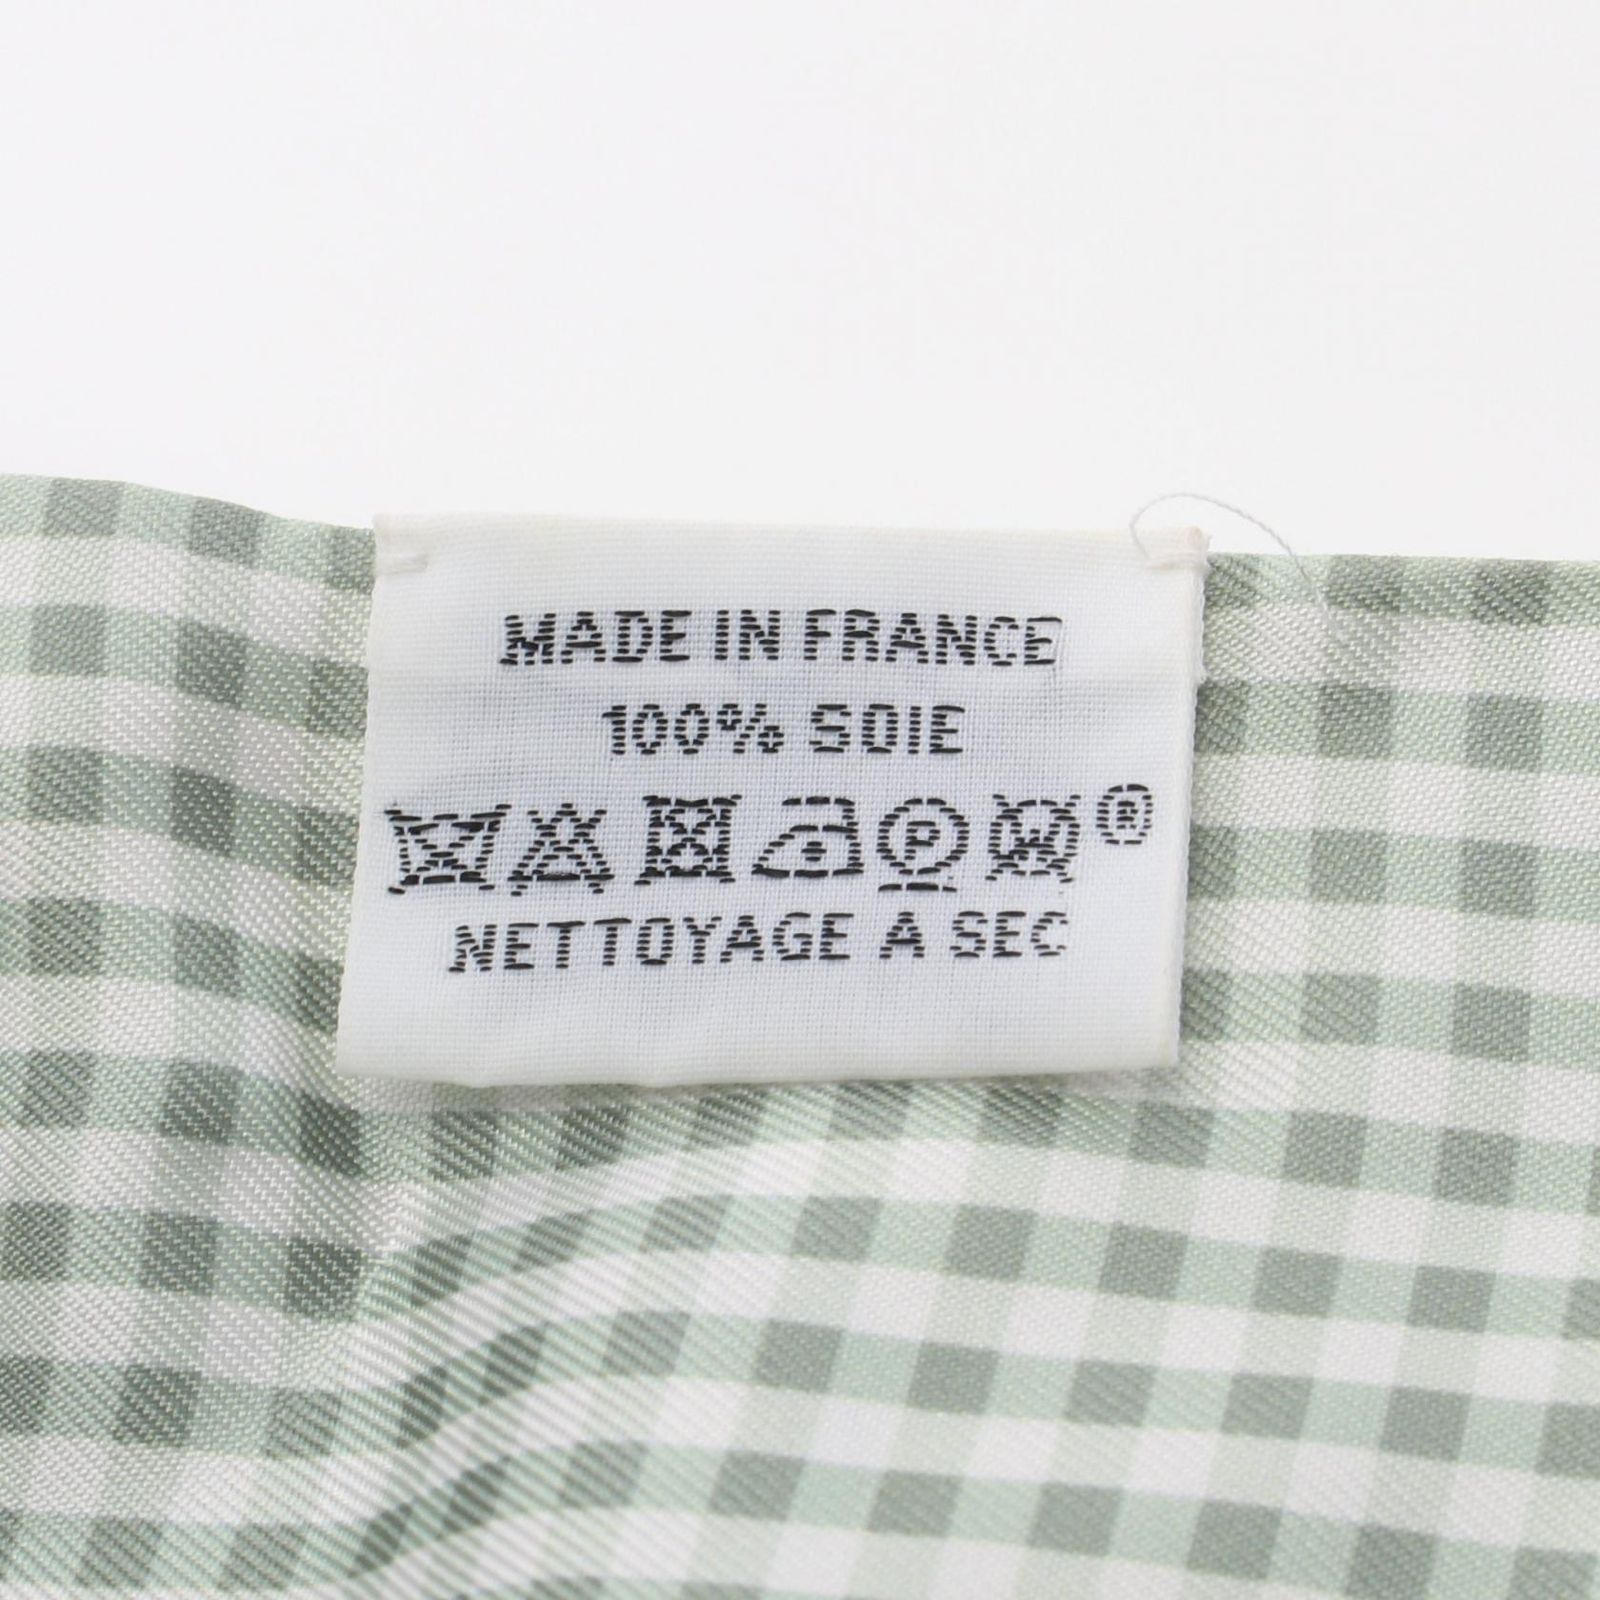 MADE IN FRANCE
100% SOIE
P W ®
NETTOYAGE A SEC